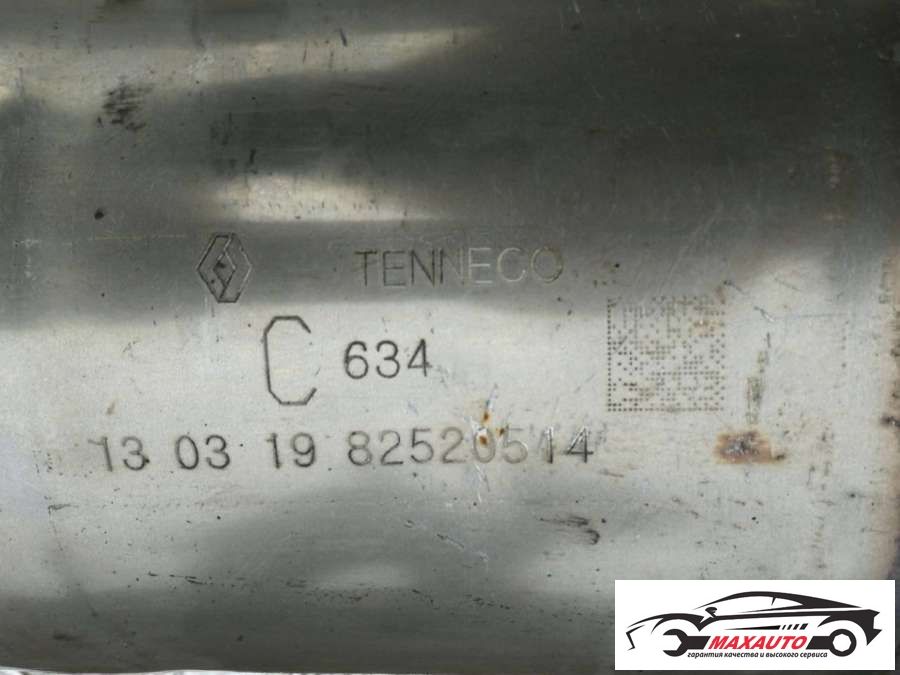 TENNECO
C 634
13 03 19 82520514
MAXAUTO
гарантия качества и высокого сервиса